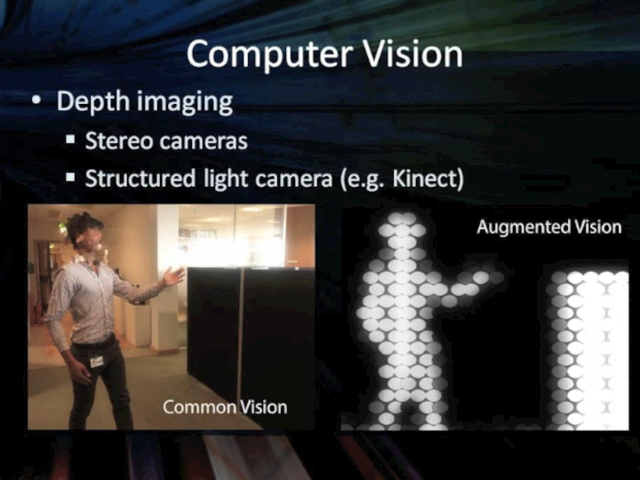 Computer Vision
• Depth imaging
▪ Stereo cameras
▪ Structured light camera (e.g. Kinect)
Augmented Vision
Common Vision